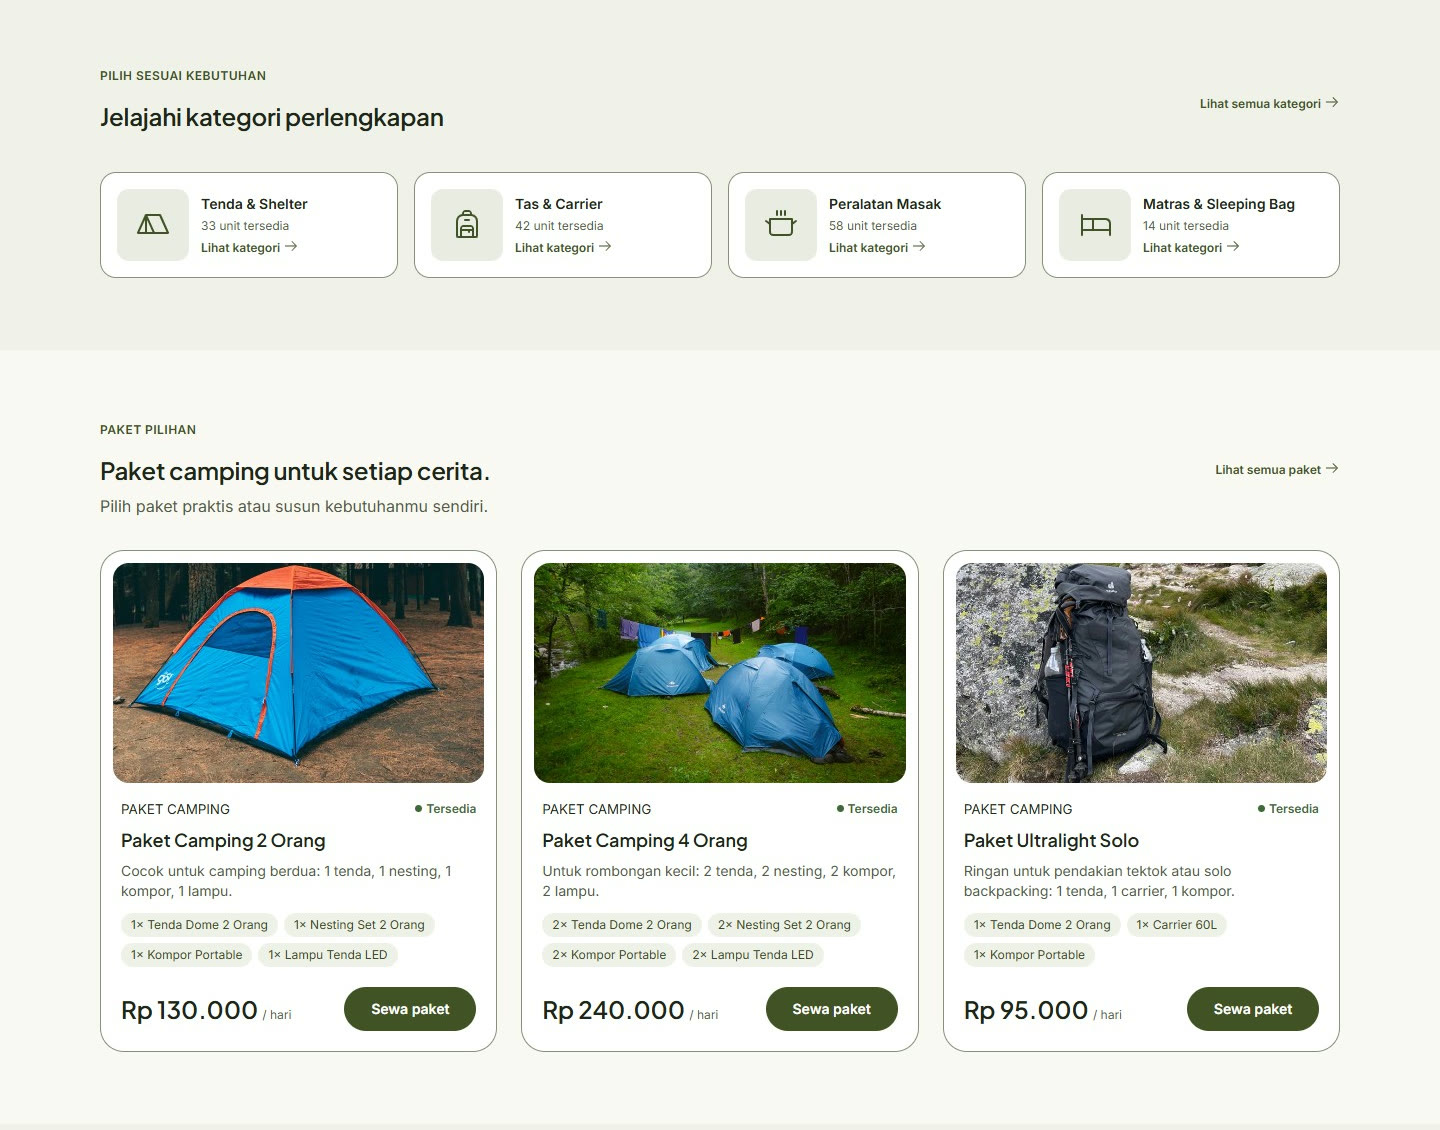 PILIH SESUAI KEBUTUHAN
Jelajahi kategori perlengkapan
Lihat semua kategori →
Tenda & Shelter
33 unit tersedia
Lihat kategori →
Tas & Carrier
42 unit tersedia
Lihat kategori →
Peralatan Masak
58 unit tersedia
Lihat kategori →
Matras & Sleeping Bag
14 unit tersedia
Lihat kategori →
PAKET PILIHAN
Paket camping untuk setiap cerita.
Pilih paket praktis atau susun kebutuhanmu sendiri.
Lihat semua paket →
PAKET CAMPING
Tersedia
Paket Camping 2 Orang
Cocok untuk camping berdua: 1 tenda, 1 nesting, 1
kompor, 1 lampu.
1× Tenda Dome 2 Orang
1× Nesting Set 2 Orang
1× Kompor Portable
1× Lampu Tenda LED
Rp 130.000 / hari
Sewa paket
PAKET CAMPING
Tersedia
Paket Camping 4 Orang
Untuk rombongan kecil: 2 tenda, 2 nesting, 2 kompor,
2 lampu.
2× Tenda Dome 2 Orang
2× Nesting Set 2 Orang
2× Kompor Portable
2× Lampu Tenda LED
Rp 240.000 / hari
Sewa paket
PAKET CAMPING
Tersedia
Paket Ultralight Solo
Ringan untuk pendakian tektok atau solo
backpacking: 1 tenda, 1 carrier, 1 kompor.
1× Tenda Dome 2 Orang
1× Carrier 60L
1× Kompor Portable
Rp 95.000 / hari
Sewa paket